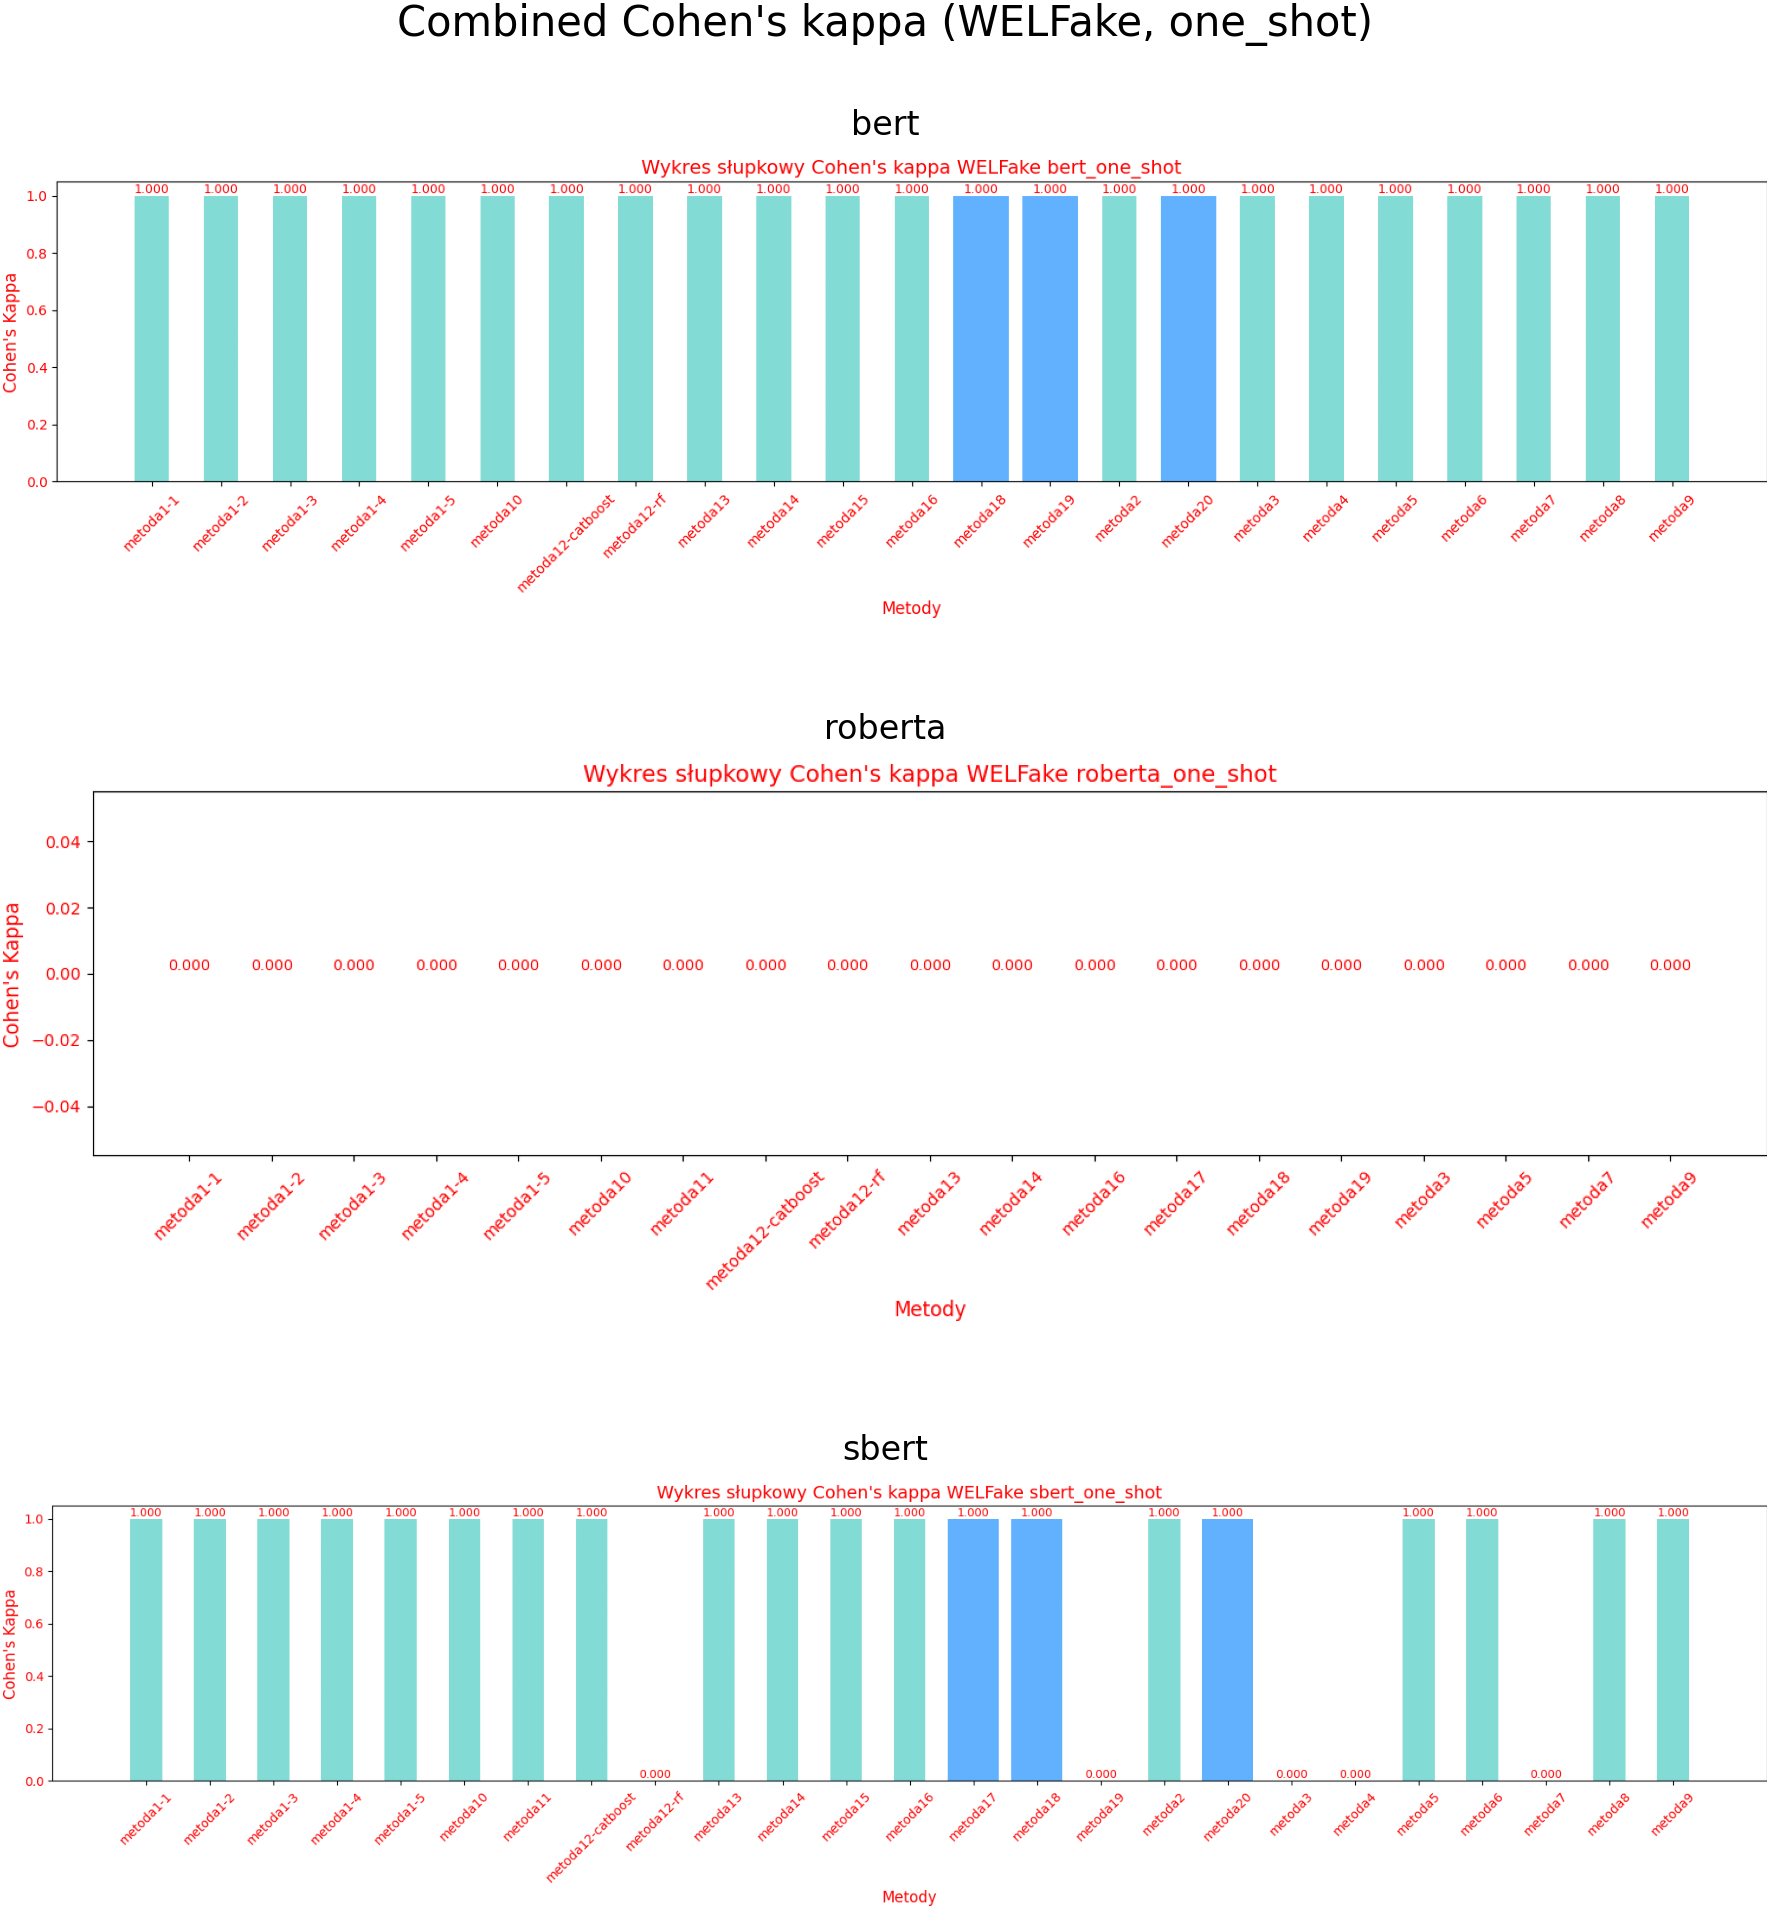 Combined Cohen's kappa (WELFake, one_shot)
bert
Wykres słupkowy Cohen's kappa WELFake bert_one_shot
1.000 1.000 1.000 1.000 1.000 1.000 1.000 1.000 1.000 1.000 1.000 1.000 1.000 1.000 1.000 1.000 1.000 1.000 1.000 1.000 1.000 1.000 1.000
1.0
0.8
0.6
0.4
0.2
0.0
Cohen's Kappa
metoda1-1 metoda1-2 metoda1-3 metoda1-4 metoda1-5 metoda10 metoda12-catboost metoda12-rf metoda13 metoda14 metoda15 metoda16 metoda18 metoda19 metoda2 metoda20 metoda3 metoda4 metoda5 metoda6 metoda7 metoda8 metoda9
Metody
roberta
Wykres słupkowy Cohen's kappa WELFake roberta_one_shot
0.04
0.02
0.00
−0.02
−0.04
Cohen's Kappa
0.000 0.000 0.000 0.000 0.000 0.000 0.000 0.000 0.000 0.000 0.000 0.000 0.000 0.000 0.000 0.000 0.000 0.000 0.000
metoda1-1 metoda1-2 metoda1-3 metoda1-4 metoda1-5 metoda10 metoda11 metoda12-catboost metoda12-rf metoda13 metoda14 metoda16 metoda17 metoda18 metoda19 metoda3 metoda5 metoda7 metoda9
Metody
sbert
Wykres słupkowy Cohen's kappa WELFake sbert_one_shot
1.000 1.000 1.000 1.000 1.000 1.000 1.000 1.000 0.000 1.000 1.000 1.000 1.000 1.000 1.000 0.000 1.000 1.000 0.000 0.000 1.000 1.000 0.000 1.000 1.000
1.0
0.8
0.6
0.4
0.2
0.0
Cohen's Kappa
metoda1-1 metoda1-2 metoda1-3 metoda1-4 metoda1-5 metoda10 metoda11 metoda12-catboost metoda12-rf metoda13 metoda14 metoda15 metoda16 metoda17 metoda18 metoda19 metoda2 metoda20 metoda3 metoda4 metoda5 metoda6 metoda7 metoda8 metoda9
Metody